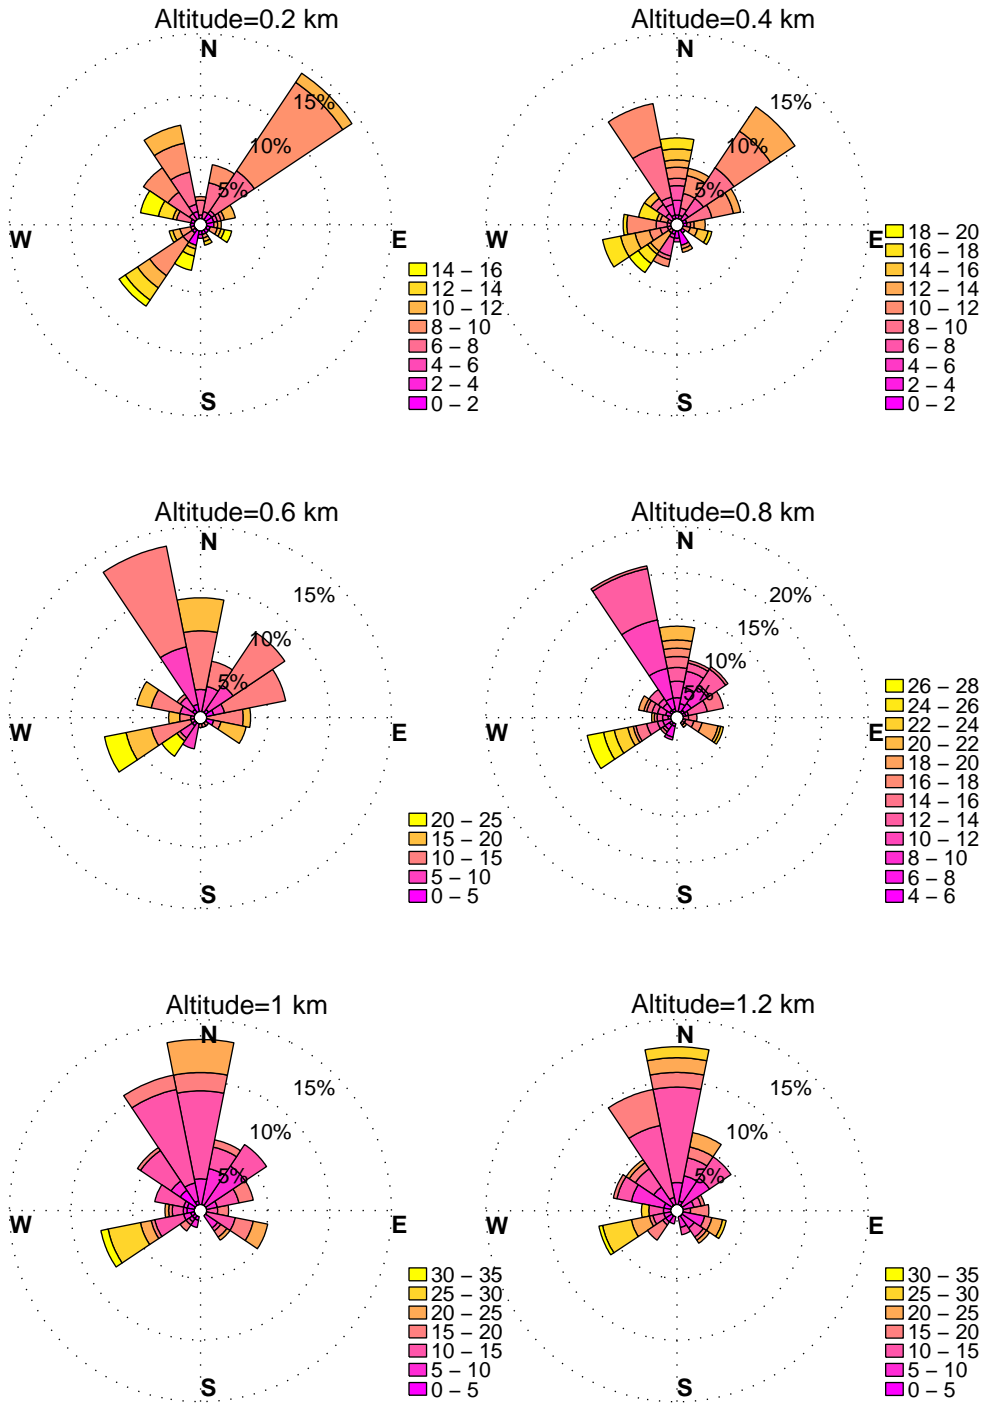 Altitude=0.2 km
N
15%
10%
5%
W
E
S
14 – 16
12 – 14
10 – 12
8 – 10
6 – 8
4 – 6
2 – 4
0 – 2
Altitude=0.4 km
N
15%
10%
5%
W
E
S
18 – 20
16 – 18
14 – 16
12 – 14
10 – 12
8 – 10
6 – 8
4 – 6
2 – 4
0 – 2
Altitude=0.6 km
N
15%
10%
5%
W
E
S
20 – 25
15 – 20
10 – 15
5 – 10
0 – 5
Altitude=0.8 km
N
20%
15%
10%
5%
W
E
S
26 – 28
24 – 26
22 – 24
20 – 22
18 – 20
16 – 18
14 – 16
12 – 14
10 – 12
8 – 10
6 – 8
4 – 6
Altitude=1 km
N
15%
10%
5%
W
E
S
30 – 35
25 – 30
20 – 25
15 – 20
10 – 15
5 – 10
0 – 5
Altitude=1.2 km
N
15%
10%
5%
W
E
S
30 – 35
25 – 30
20 – 25
15 – 20
10 – 15
5 – 10
0 – 5